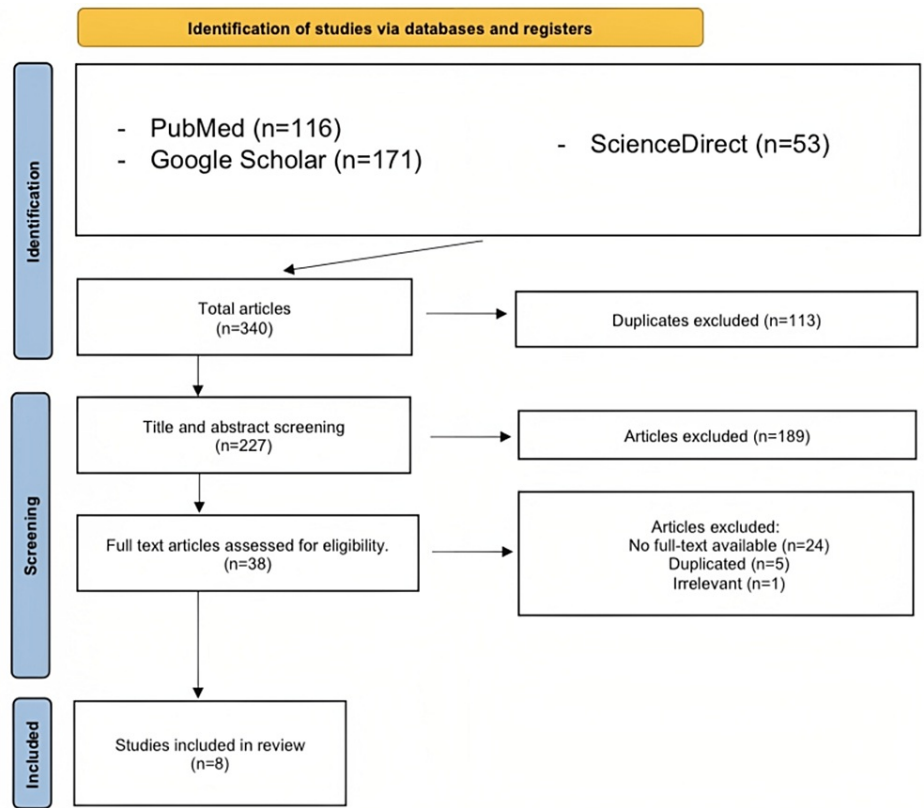 Identification of studies via databases and registers
Identification
- PubMed (n=116)
- Google Scholar (n=171)
- ScienceDirect (n=53)
Total articles
(n=340)
Duplicates excluded (n=113)
Screening
Title and abstract screening
(n=227)
Articles excluded (n=189)
Full text articles assessed for eligibility.
(n=38)
Articles excluded:
No full-text available (n=24)
Duplicated (n=5)
Irrelevant (n=1)
Included
Studies included in review
(n=8)